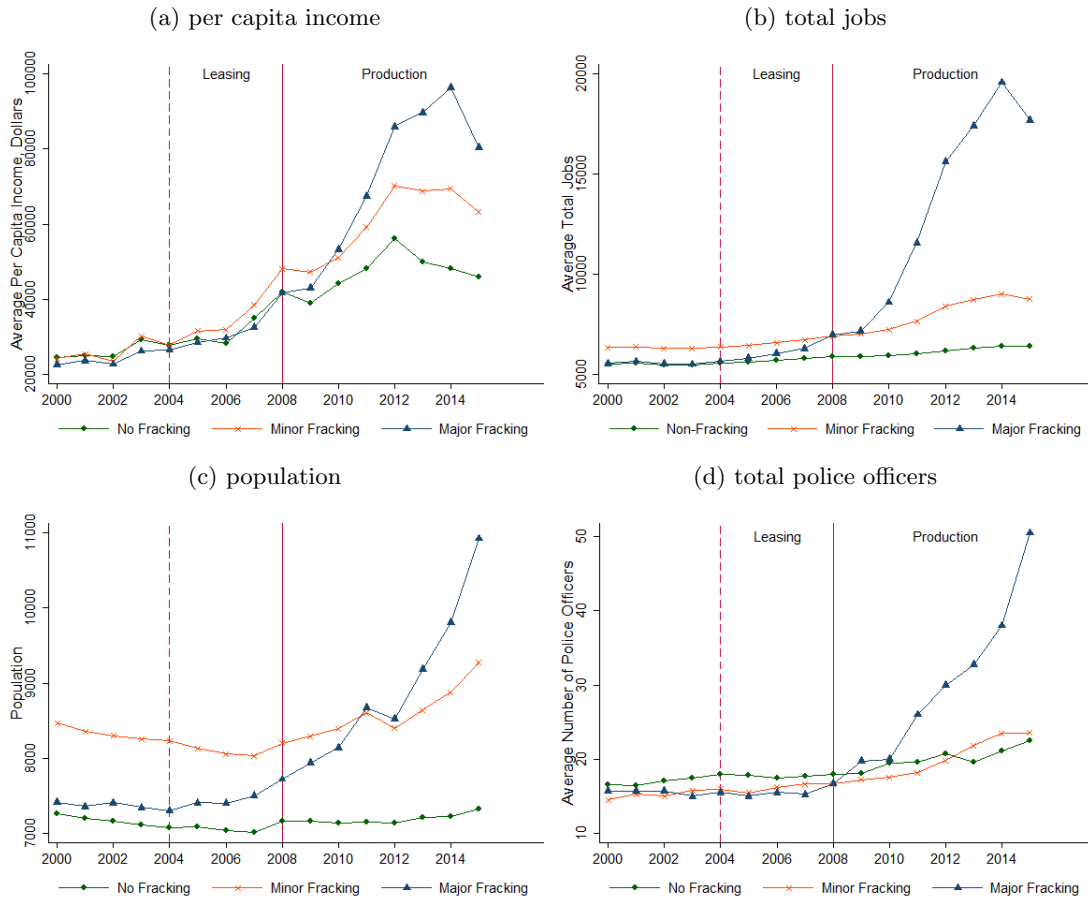 (a) per capita income
Average Per Capita Income, Dollars
20000 40000 60000 80000 100000
Leasing Production
2000 2002 2004 2006 2008 2010 2012 2014
No Fracking Minor Fracking Major Fracking
(b) total jobs
Average Total Jobs
5000 10000 15000 20000
Leasing Production
2000 2002 2004 2006 2008 2010 2012 2014
Non-Fracking Minor Fracking Major Fracking
(c) population
Population
7000 8000 9000 10000 11000
2000 2002 2004 2006 2008 2010 2012 2014
No Fracking Minor Fracking Major Fracking
(d) total police officers
Average Number of Police Officers
10 20 30 40 50
Leasing Production
2000 2002 2004 2006 2008 2010 2012 2014
No Fracking Minor Fracking Major Fracking